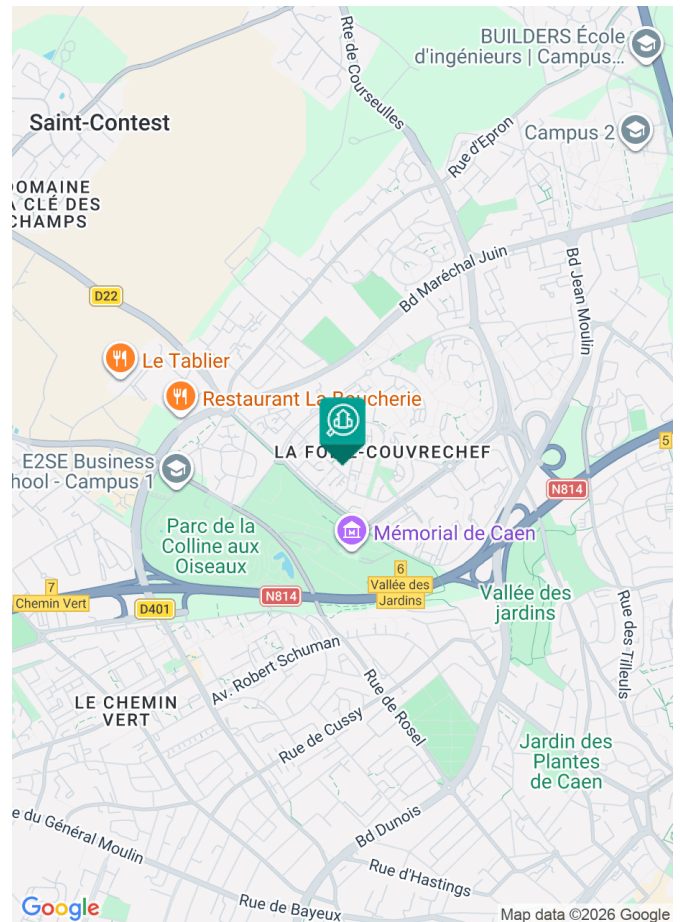 BUILDERS École
d'ingénieurs | Campus...
Rte de Courseulles
Saint-Contest
Campus 2
Rue d'Epron
DOMAINE
CLÉ DES
CHAMPS
Bd Maréchal Juin
Bd Jean Moulin
D22
Le Tablier
Restaurant La Boucherie
5
LA FOLIE-COUVRECHEF
E2SE Business
hool - Campus 1
N814
Parc de la
Colline aux
Oiseaux
Mémorial de Caen
6
Vallée des
Jardins
7
Chemin Vert
N814
D401
Vallée des
jardins
Rue des Tilleuls
Av. Robert Schuman
LE CHEMIN
VERT
Rue de Rosel
Rue de Cussy
Jardin des
Plantes
de Caen
e du Général Moulin
Bd Dunois
Rue d'Hastings
Rue de Bayeux
Google
Map data ©2026 Google